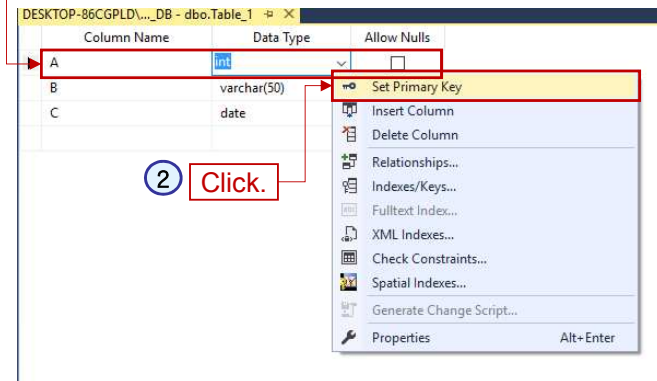 DESKTOP-86CGPLD\..._DB - dbo.Table_1
Column Name Data Type Allow Nulls
A int
B varchar(50)
C date
Set Primary Key
Insert Column
Delete Column
Relationships...
Indexes/Keys...
Fulltext Index...
XML Indexes...
Check Constraints...
Spatial Indexes...
Generate Change Script...
Properties Alt+Enter
2 Click.